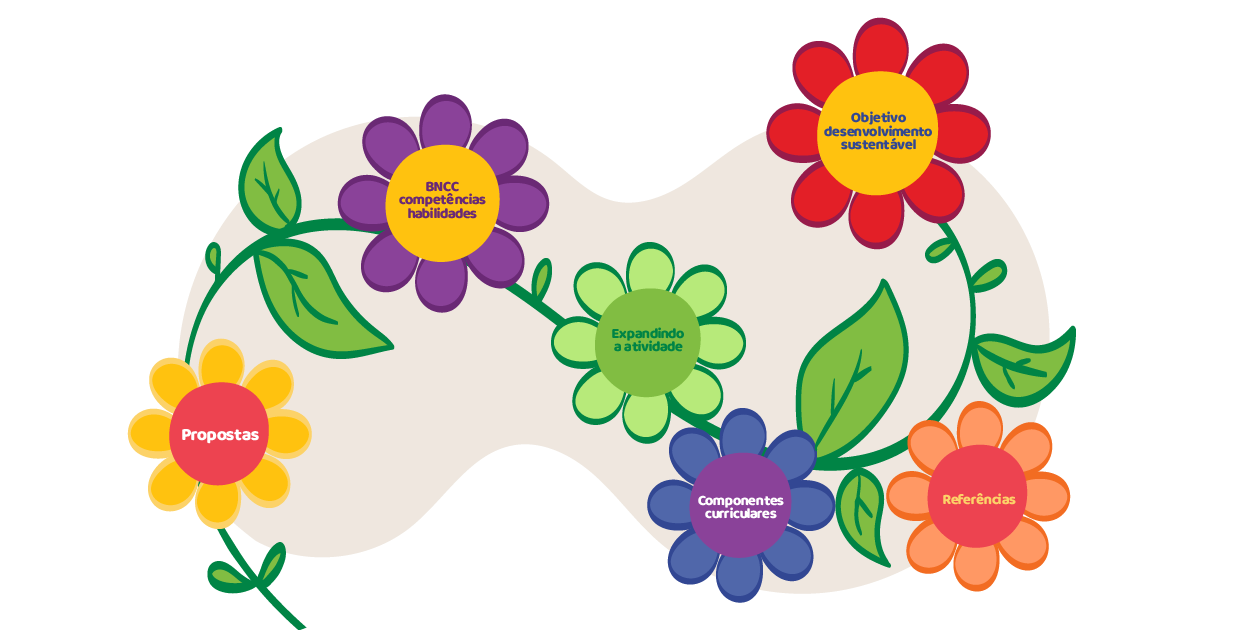 Objetivo
desenvolvimento
sustentável
BNCC
competências
habilidades
Expandindo
a atividade
Propostas
Componentes
curriculares
Referências